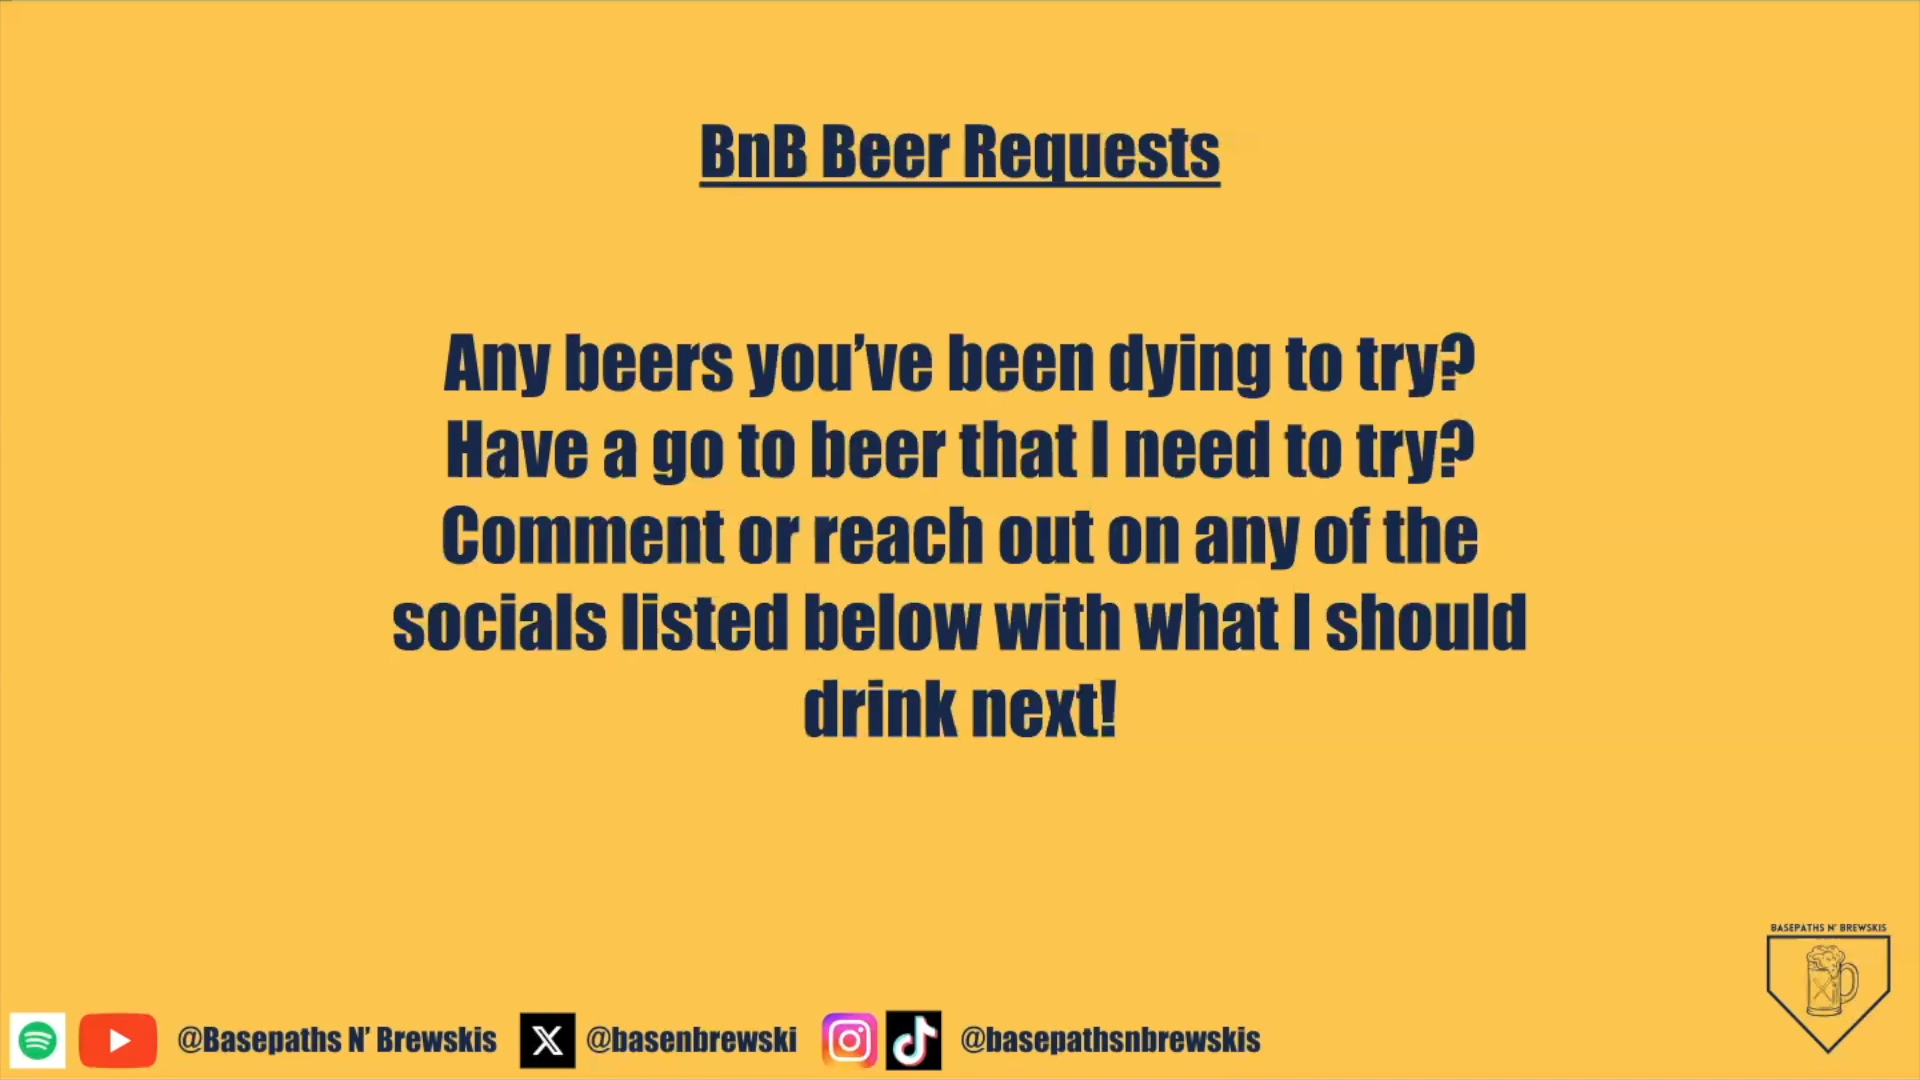 BnB Beer Requests
Any beers you’ve been dying to try?
Have a go to beer that I need to try?
Comment or reach out on any of the
socials listed below with what I should
drink next!
BASEPATHS N' BREWSKIS
@Basepaths N’ Brewskis @basenbrewski @basepathsnbrewskis